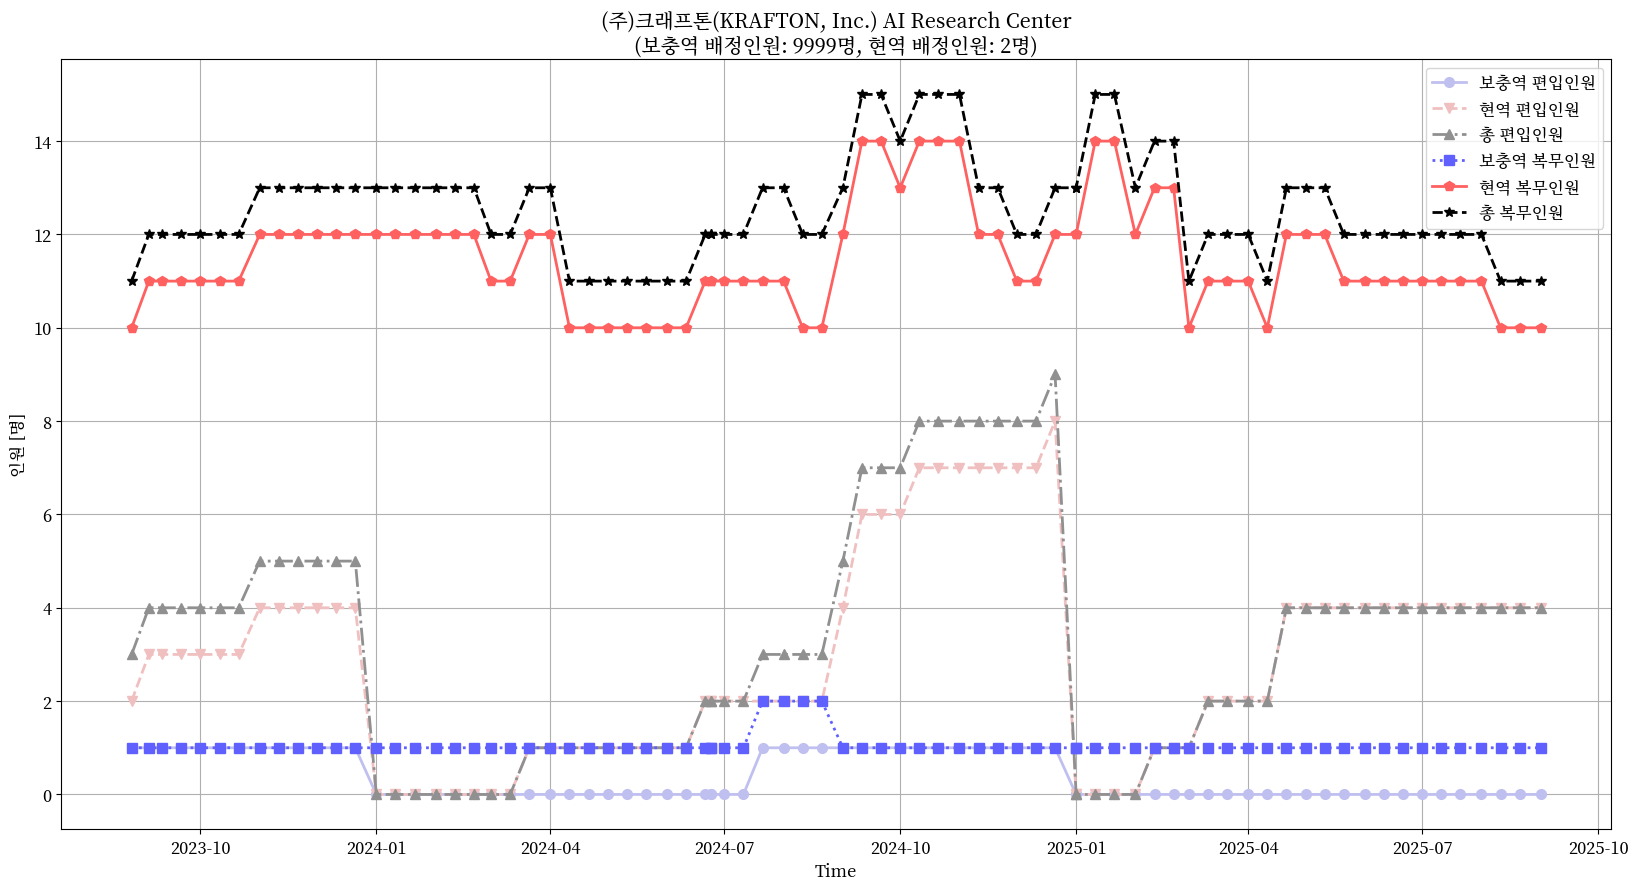 (주)크래프톤(KRAFTON, Inc.) AI Research Center
(보충역 배정인원: 9999명, 현역 배정인원: 2명)
보충역 편입인원
현역 편입인원
총 편입인원
보충역 복무인원
현역 복무인원
총 복무인원
인원 [명]
14
12
10
8
6
4
2
0
2023-10
2024-01
2024-04
2024-07
2024-10
2025-01
2025-04
2025-07
2025-10
Time